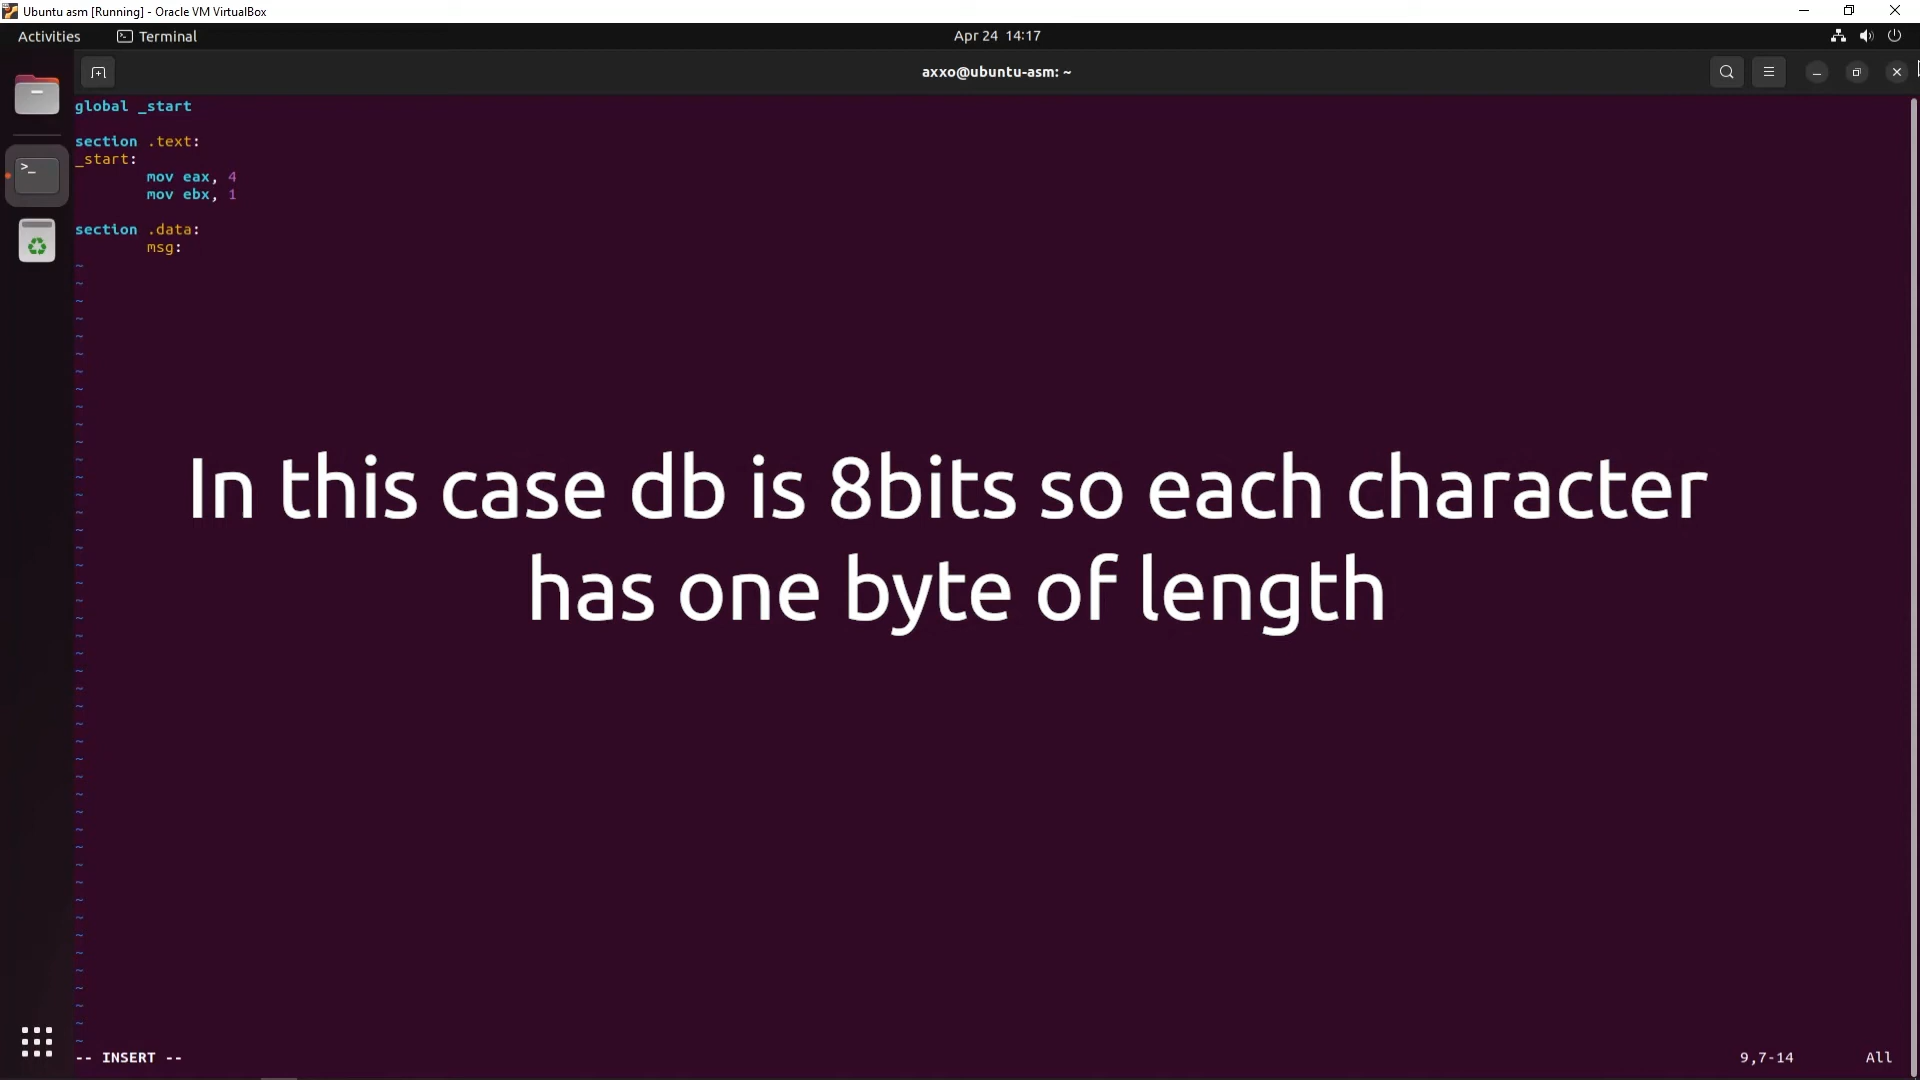 Ubuntu asm [Running] - Oracle VM VirtualBox
Activities
Terminal
Apr 24 14:17
axxo@ubuntu-asm: ~
global _start
section .text:
_start:
mov eax, 4
mov ebx, 1
section .data:
msg:
In this case db is 8bits so each character
has one byte of length
-- INSERT --
9,7-14
All